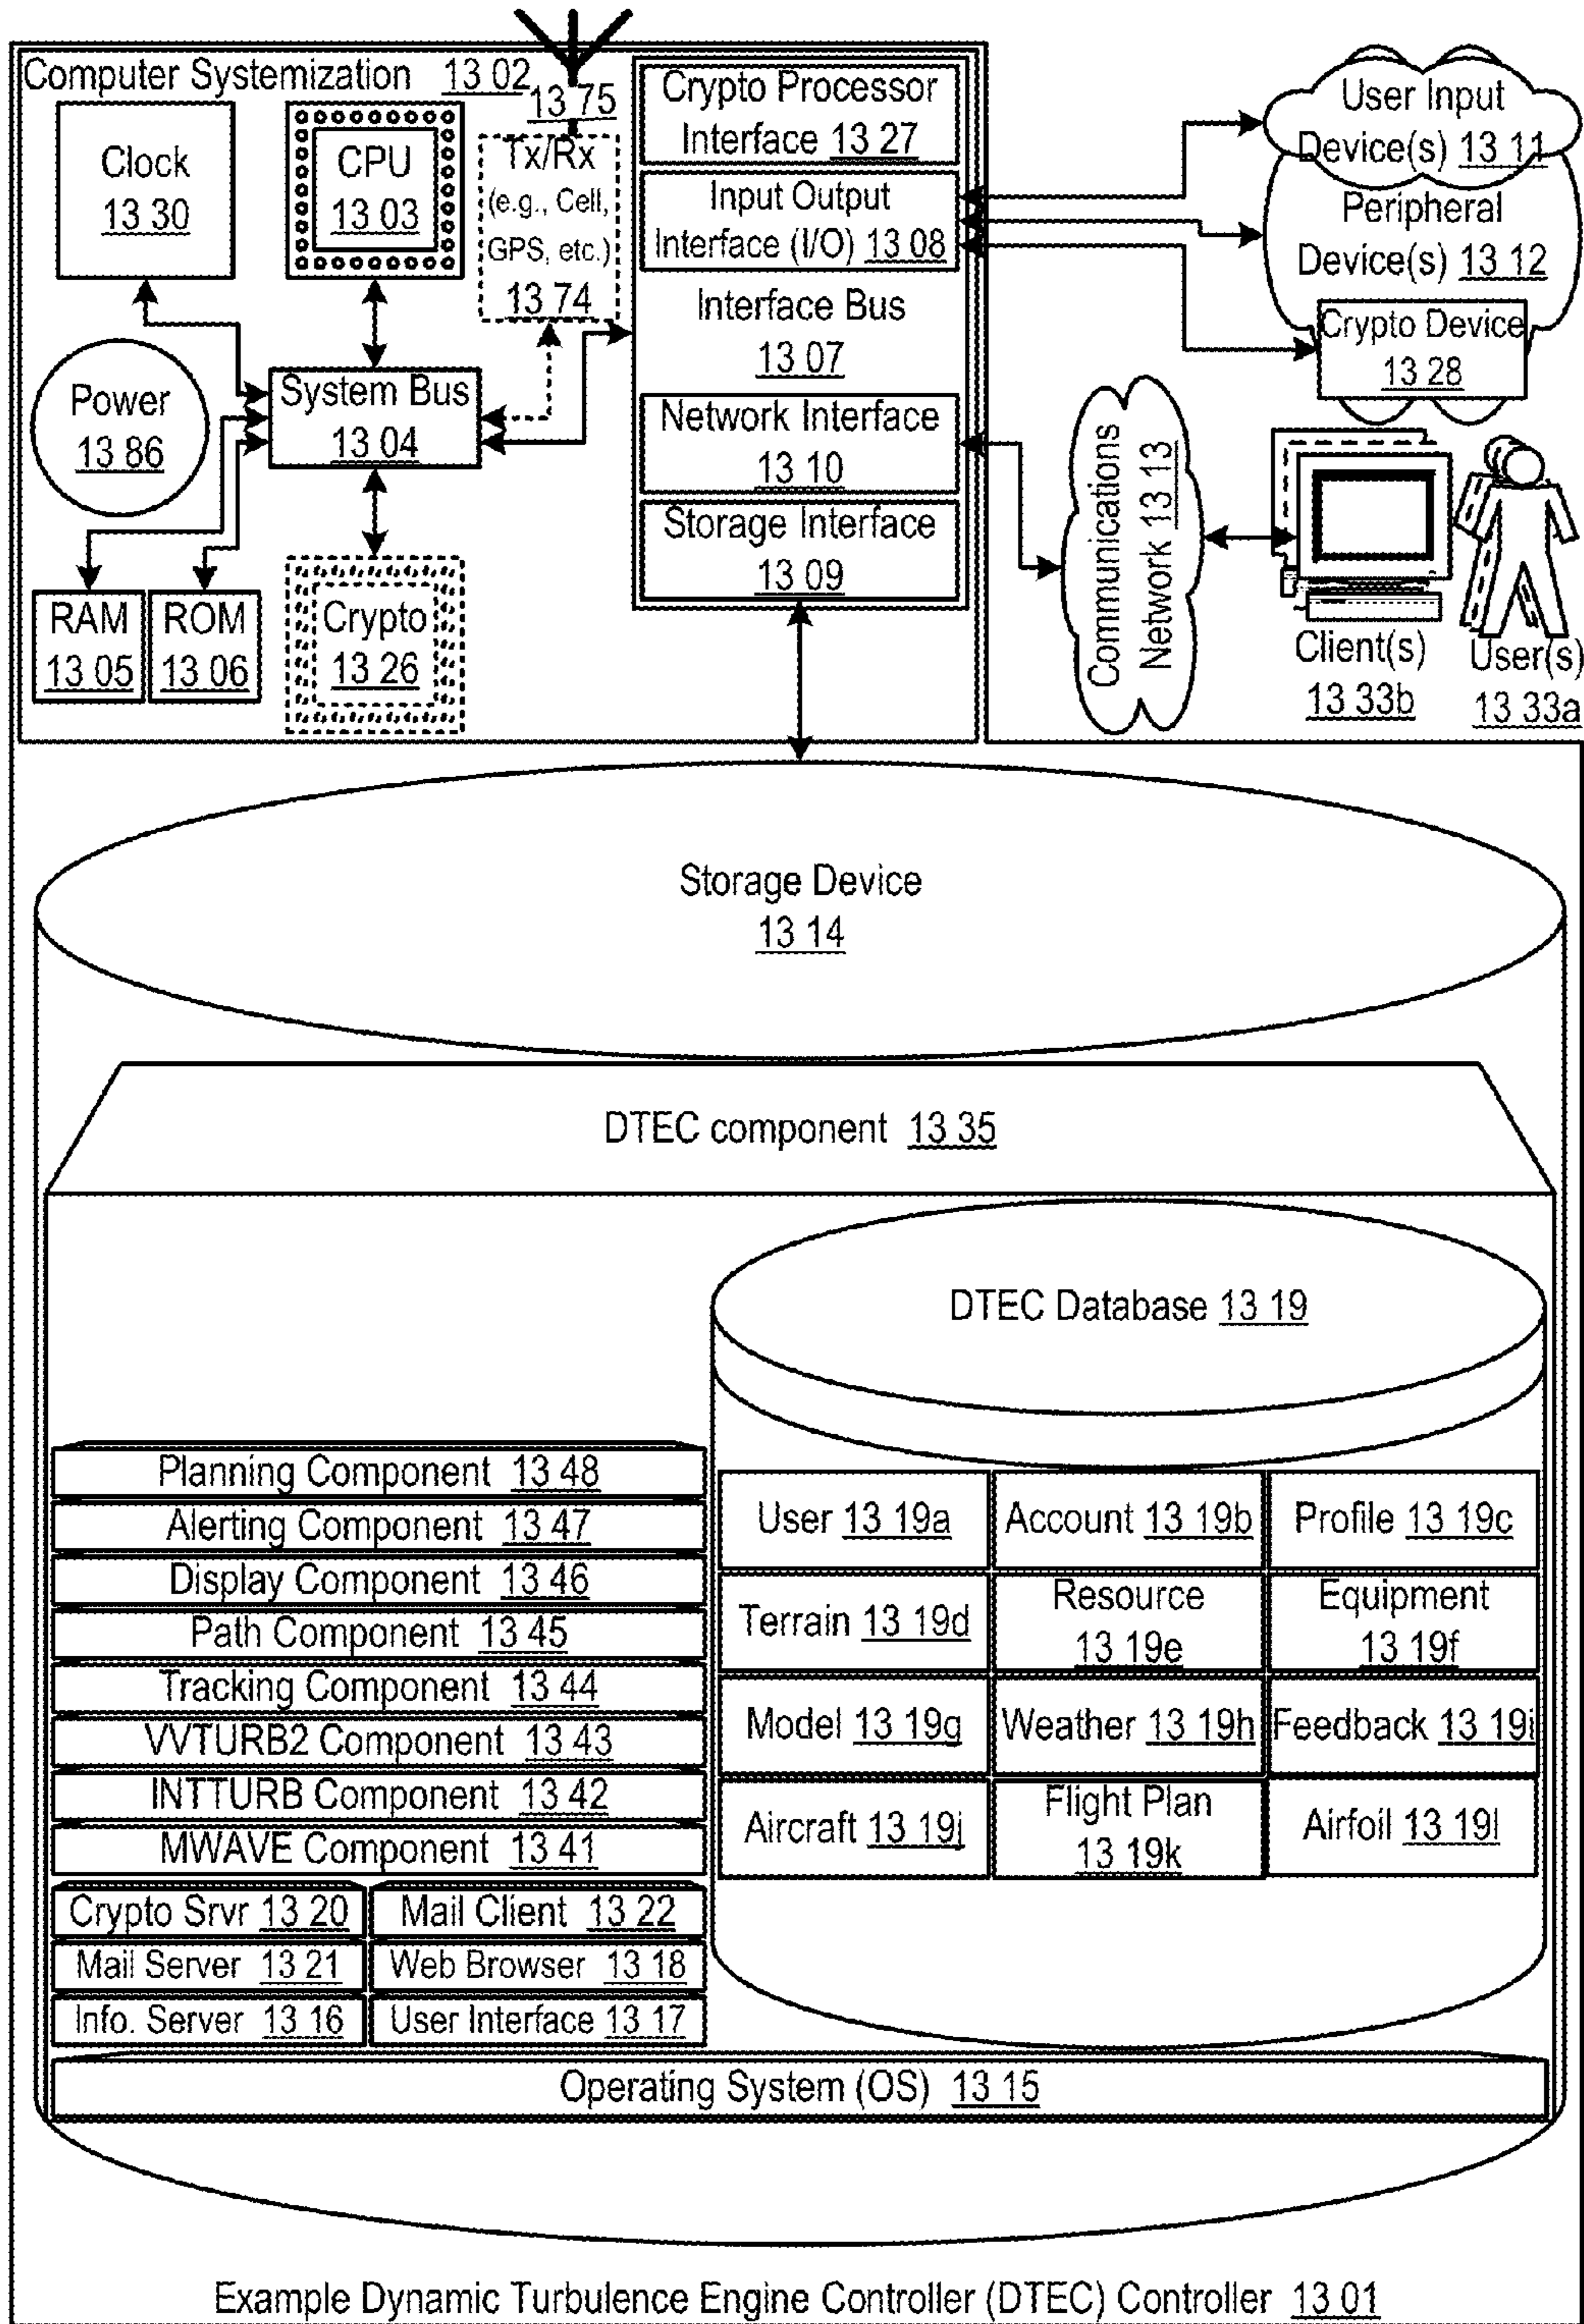 Computer Systemization 13 02
13 75
Clock
13 30
CPU
13 03
Tx/Rx
(e.g., Cell,
GPS, etc.)
13 74
Power
13 86
System Bus
13 04
RAM
13 05
ROM
13 06
Crypto
13 26
Crypto Processor
Interface 13 27
Input Output
Interface (I/O) 13 08
Interface Bus
13 07
Network Interface
13 10
Storage Interface
13 09
User Input
Device(s) 13 11
Peripheral
Device(s) 13 12
Crypto Device
13 28
Communications
Network 13 13
Client(s)
13 33b
User(s)
13 33a
Storage Device
13 14
DTEC component 13 35
DTEC Database 13 19
Planning Component 13 48
Alerting Component 13 47
Display Component 13 46
Path Component 13 45
Tracking Component 13 44
VVTURB2 Component 13 43
INTTURB Component 13 42
MWAVE Component 13 41
Crypto Srvr 13 20
Mail Client 13 22
Mail Server 13 21
Web Browser 13 18
Info. Server 13 16
User Interface 13 17
User 13 19a
Account 13 19b
Profile 13 19c
Terrain 13 19d
Resource
13 19e
Equipment
13 19f
Model 13 19g
Weather 13 19h
Feedback 13 19i
Aircraft 13 19j
Flight Plan
13 19k
Airfoil 13 19l
Operating System (OS) 13 15
Example Dynamic Turbulence Engine Controller (DTEC) Controller 13 01